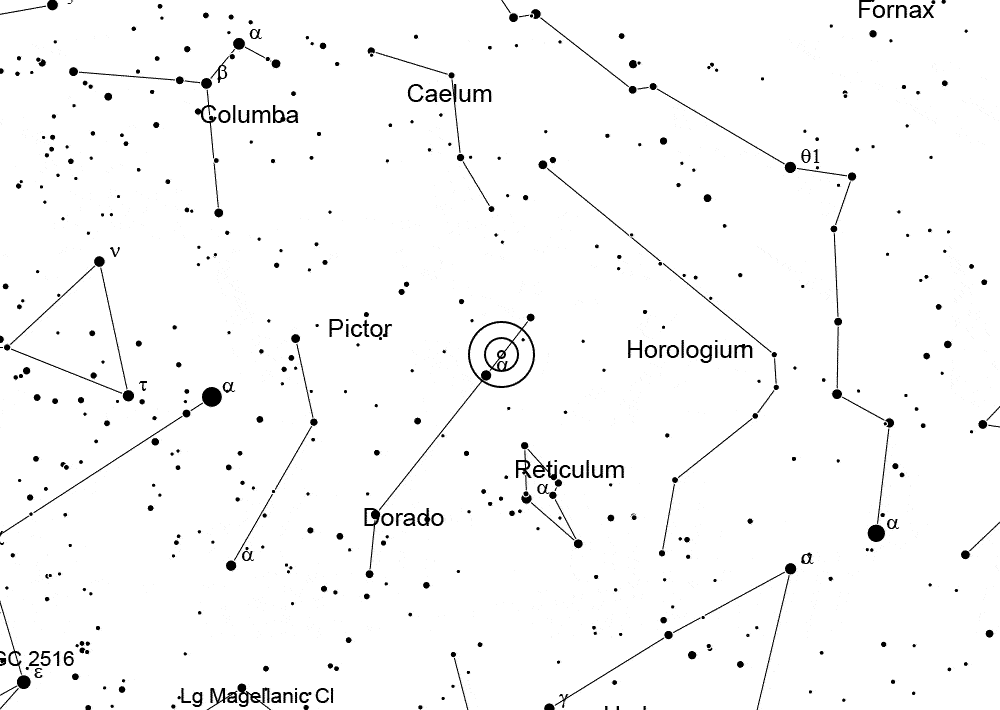 Fornax
α
β
Caelum
Columba
θ1
ν
Pictor
Horologium
α
τ
α
Reticulum
α
Dorado
α
α
α
GC 2516
ε
Lg Magellanic Cl
γ